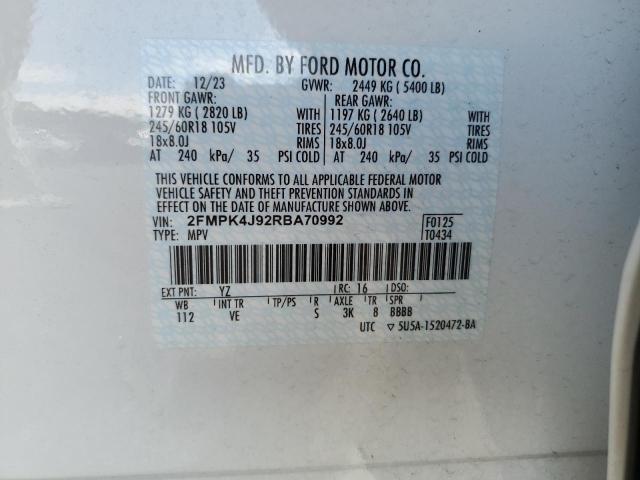 MFD. BY FORD MOTOR CO.
DATE: 12/23 GVWR: 2449 KG ( 5400 LB)
FRONT GAWR: REAR GAWR:
1279 KG ( 2820 LB) WITH 1197 KG ( 2640 LB) WITH
245/60R18 105V TIRES 245/60R18 105V TIRES
18x8.0J RIMS 18x8.0J RIMS
AT 240 kPa/ 35 PSI COLD AT 240 kPa/ 35 PSI COLD
THIS VEHICLE CONFORMS TO ALL APPLICABLE FEDERAL MOTOR
VEHICLE SAFETY AND THEFT PREVENTION STANDARDS IN
EFFECT ON THE DATE OF MANUFACTURE SHOWN ABOVE.
VIN: 2FMPK4J92RBA70992 F0125
TYPE: MPV T0434
EXT PNT: YZ RC: 16 DSO:
WB INT TR TP/PS R AXLE TR SPR
112 VE S 3K 8 BBBB
UTC ▽ 5U5A-1520472-BA